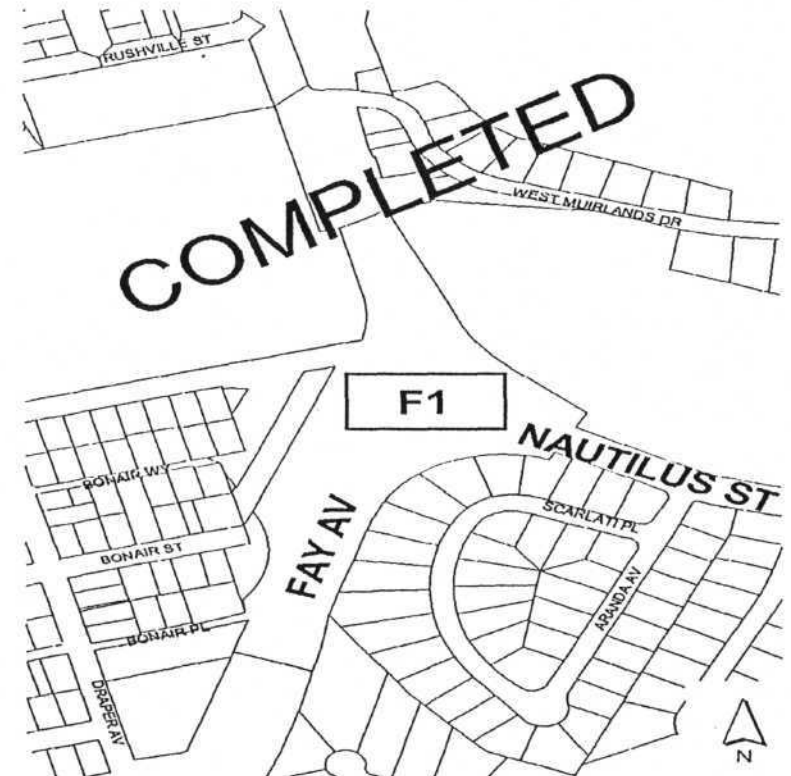 RUSHVILLE ST
COMPLETED
WEST MUIRLANDS DR
F1
NAUTILUS ST
BONAIR WY
SCARLATI PL
FAY AV
BONAIR ST
ARANDA AV
BONAIR PL
DRAPER AV
N